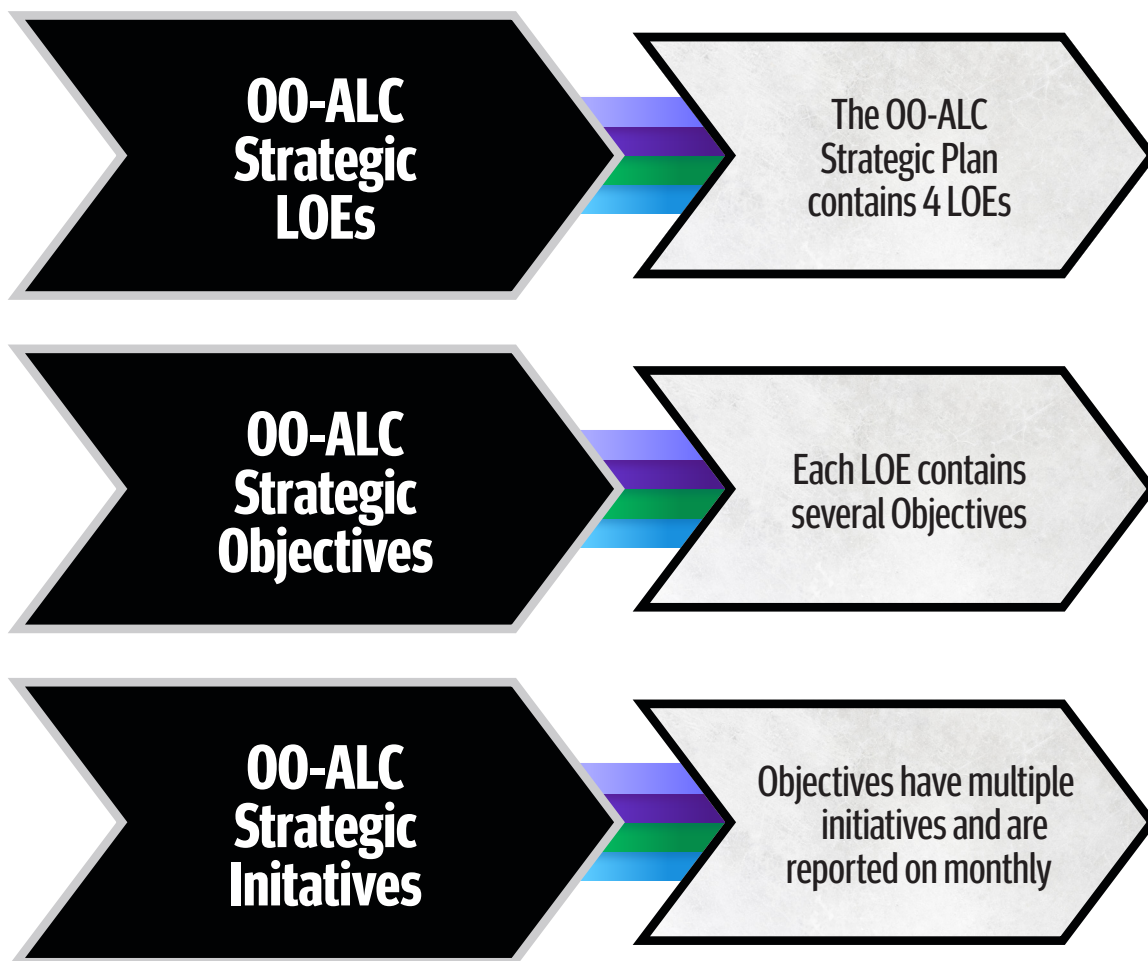 OO-ALC
Strategic
LOEs
The OO-ALC
Strategic Plan
contains 4 LOEs
OO-ALC
Strategic
Objectives
Each LOE contains
several Objectives
OO-ALC
Strategic
Initatives
Objectives have multiple
initiatives and are
reported on monthly